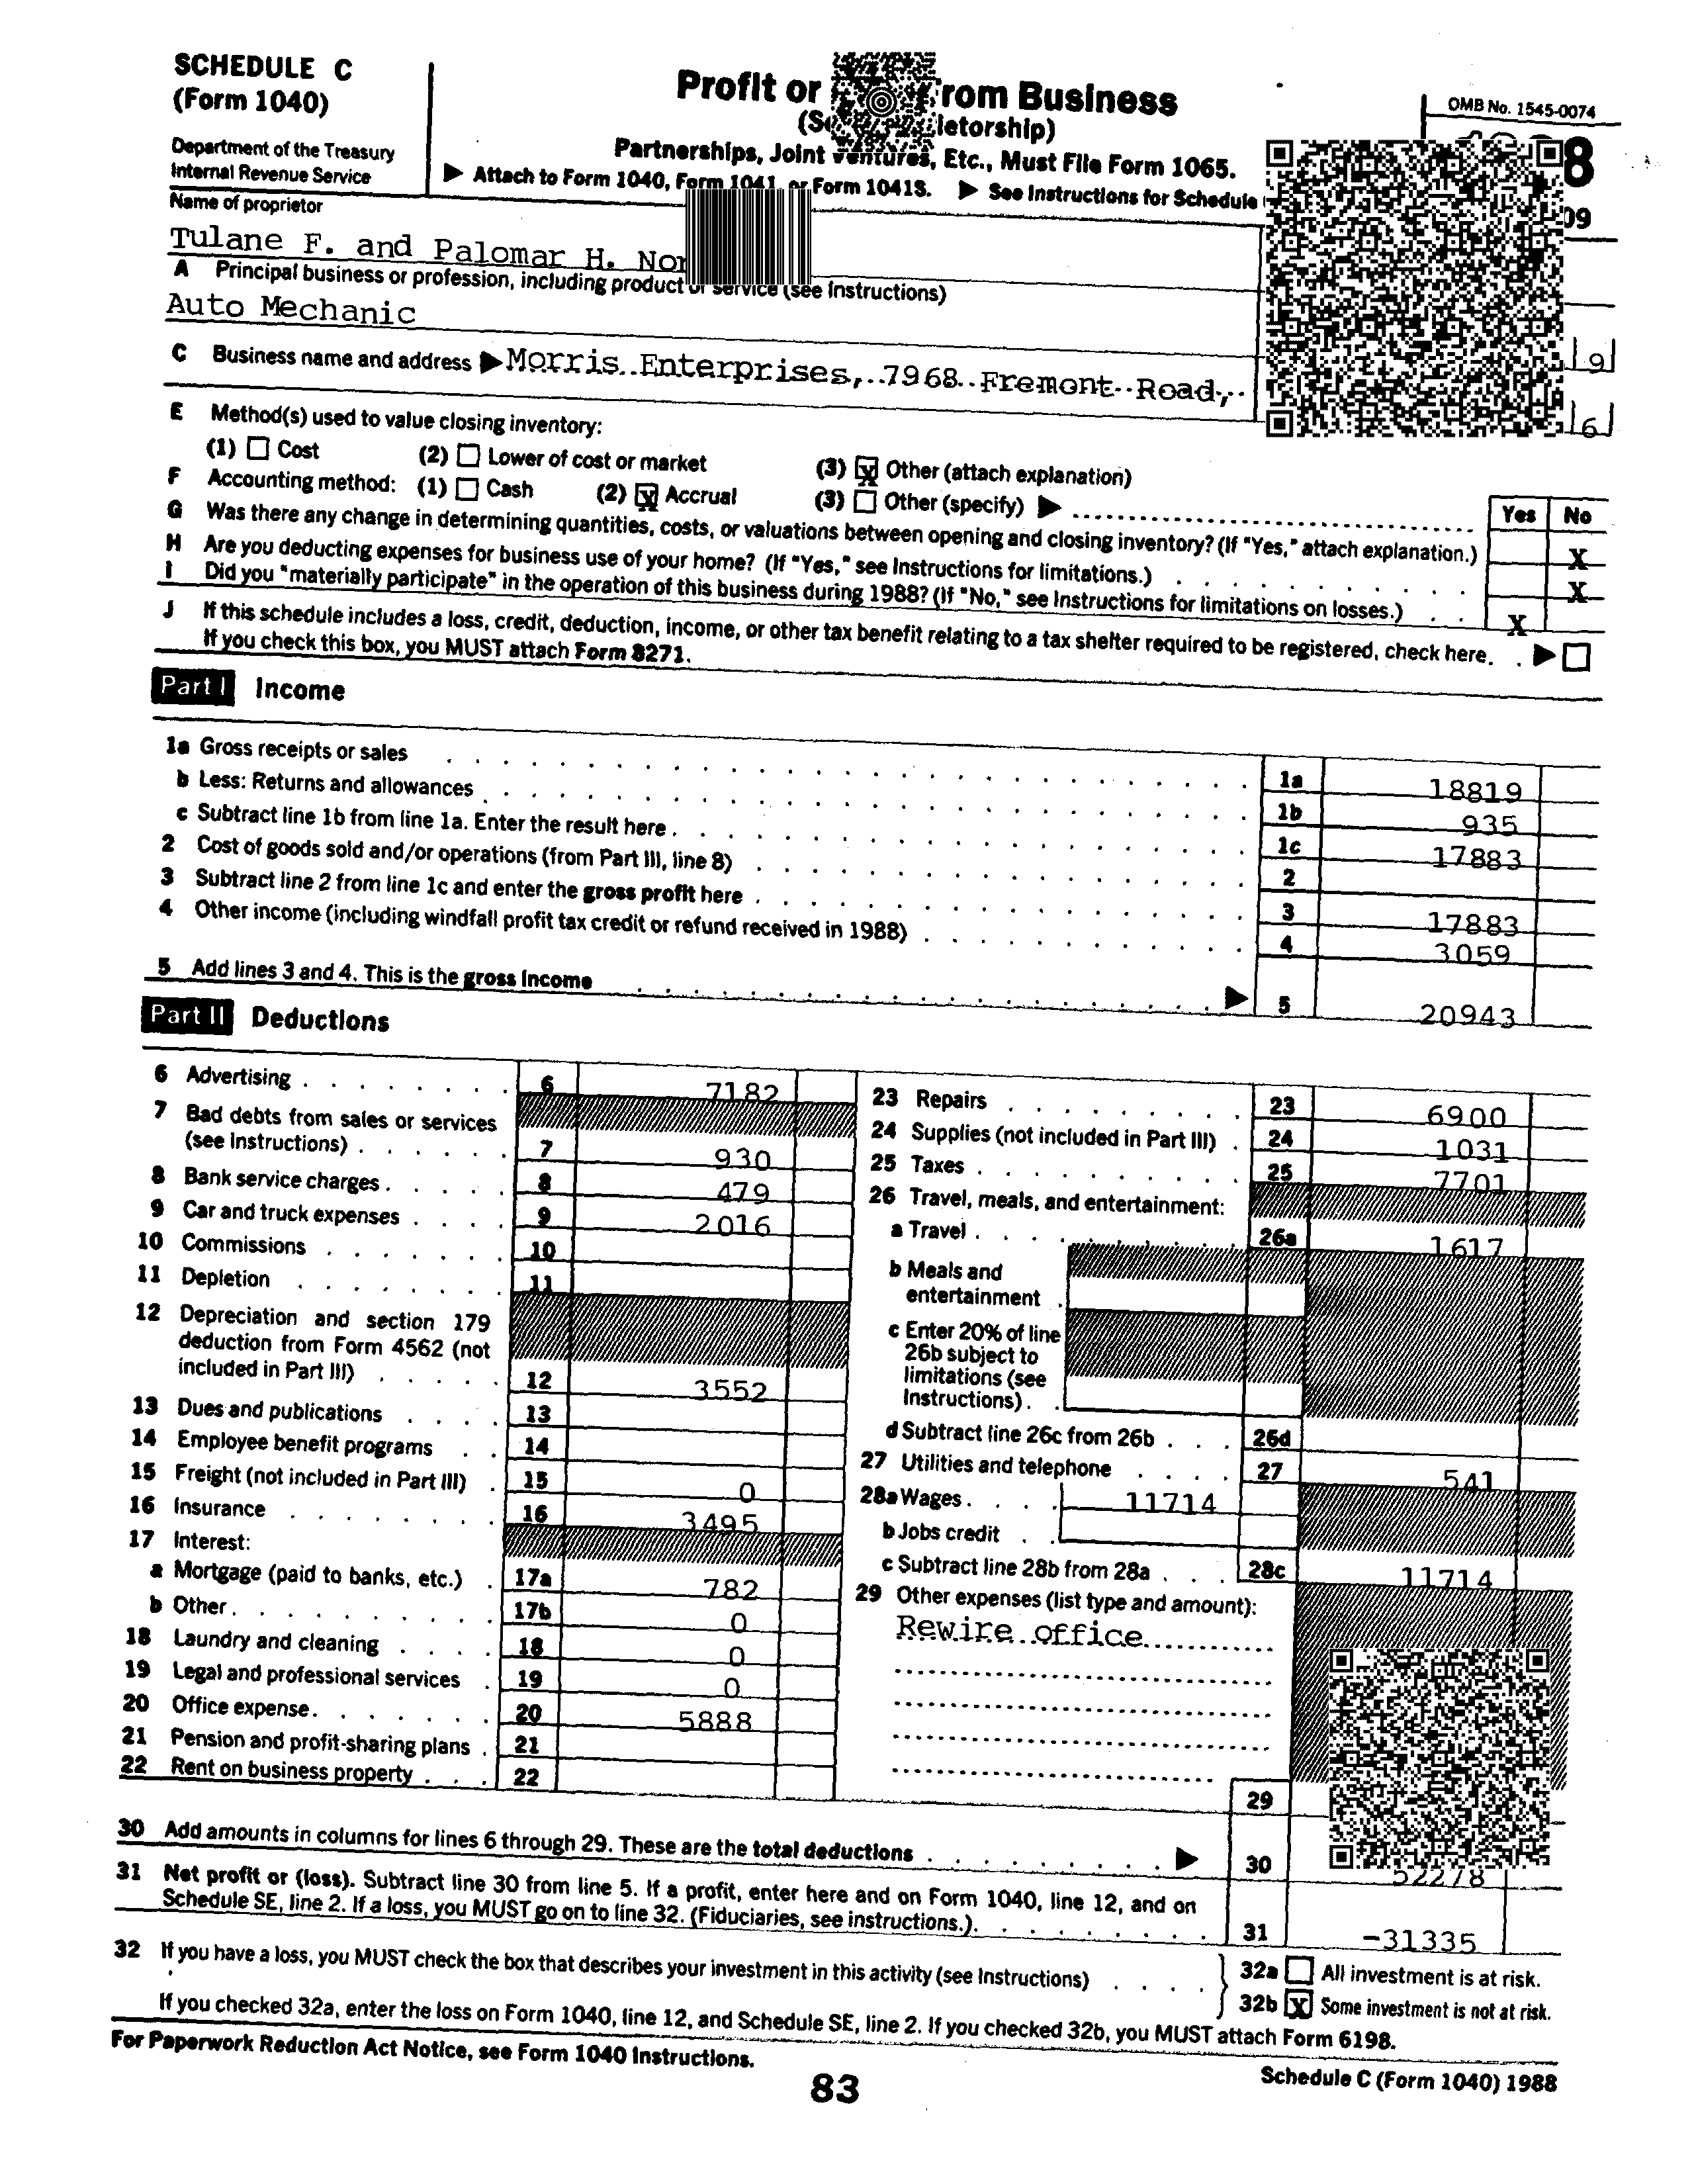 SCHEDULE C
(Form 1040)
Department of the Treasury
Internal Revenue Service
Profit or rom Business
Partnerships, Joint Ventures, Etc., Must File Form 1065.
▶ Attach to Form 1040, Form 1041, or Form 1041S. ▶ See Instructions for Schedule
OMB No. 1545-0074
8
09
Name of proprietor
Tulane F. and Palomar H.
A Principal business or profession, including product or service (see Instructions)
Auto Mechanic
C Business name and address ▶ Morris Enterprises, 7968 Fremont Road,
9
6
E Method(s) used to value closing inventory:
(1) Cost (2) Lower of cost or market (3) X Other (attach explanation)
F Accounting method: (1) Cash (2) X Accrual (3) Other (specify) ▶
Yes No
G Was there any change in determining quantities, costs, or valuations between opening and closing inventory? (If "Yes," attach explanation.) X
H Are you deducting expenses for business use of your home? (If "Yes," see Instructions for limitations.) X
I Did you "materially participate" in the operation of this business during 1988? (If "No," see Instructions for limitations on losses.) X
J If this schedule includes a loss, credit, deduction, income, or other tax benefit relating to a tax shelter required to be registered, check here. ▶
If you check this box, you MUST attach Form 8271.
Part I Income
1a Gross receipts or sales 1a 18819
b Less: Returns and allowances 1b 935
c Subtract line 1b from line 1a. Enter the result here 1c 17883
2 Cost of goods sold and/or operations (from Part III, line 8) 2
3 Subtract line 2 from line 1c and enter the gross profit here 3 17883
4 Other income (including windfall profit tax credit or refund received in 1988) 4 3059
5 Add lines 3 and 4. This is the gross income ▶ 5 20943
Part II Deductions
6 Advertising 6 7182
7 Bad debts from sales or services
(see Instructions) 7 930
8 Bank service charges 8 479
9 Car and truck expenses 9 2016
10 Commissions 10
11 Depletion 11
12 Depreciation and section 179
deduction from Form 4562 (not
included in Part III) 12 3552
13 Dues and publications 13
14 Employee benefit programs 14
15 Freight (not included in Part III) 15 0
16 Insurance 16 3495
17 Interest:
a Mortgage (paid to banks, etc.) 17a 782
b Other 17b 0
18 Laundry and cleaning 18 0
19 Legal and professional services 19 0
20 Office expense 20 5888
21 Pension and profit-sharing plans 21
22 Rent on business property 22
23 Repairs 23 6900
24 Supplies (not included in Part III) 24 1031
25 Taxes 25 7701
26 Travel, meals, and entertainment:
a Travel 26a 1617
b Meals and
entertainment
c Enter 20% of line
26b subject to
limitations (see
Instructions)
d Subtract line 26c from 26b 26d
27 Utilities and telephone 27 541
28a Wages 11714
b Jobs credit
c Subtract line 28b from 28a 28c 11714
29 Other expenses (list type and amount):
Rewire office
29
30 Add amounts in columns for lines 6 through 29. These are the total deductions ▶ 30 52278
31 Net profit or (loss). Subtract line 30 from line 5. If a profit, enter here and on Form 1040, line 12, and on
Schedule SE, line 2. If a loss, you MUST go on to line 32. (Fiduciaries, see instructions.) 31 -31335
32 If you have a loss, you MUST check the box that describes your investment in this activity (see Instructions) 32a All investment is at risk.
32b X Some investment is not at risk.
If you checked 32a, enter the loss on Form 1040, line 12, and Schedule SE, line 2. If you checked 32b, you MUST attach Form 6198.
For Paperwork Reduction Act Notice, see Form 1040 Instructions.
Schedule C (Form 1040) 1988
83